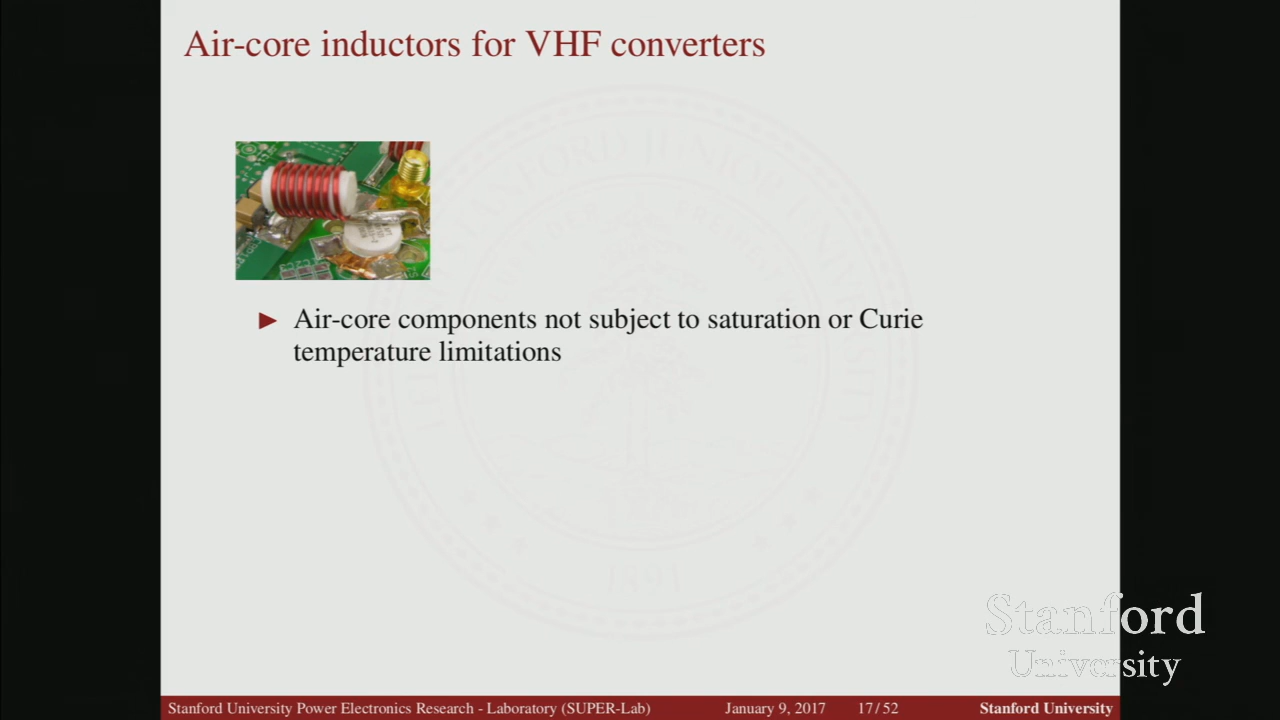 Air-core inductors for VHF converters
▶ Air-core components not subject to saturation or Curie
temperature limitations
1891
Stanford
University
Stanford University Power Electronics Research - Laboratory (SUPER-Lab) January 9, 2017 17 / 52 Stanford University